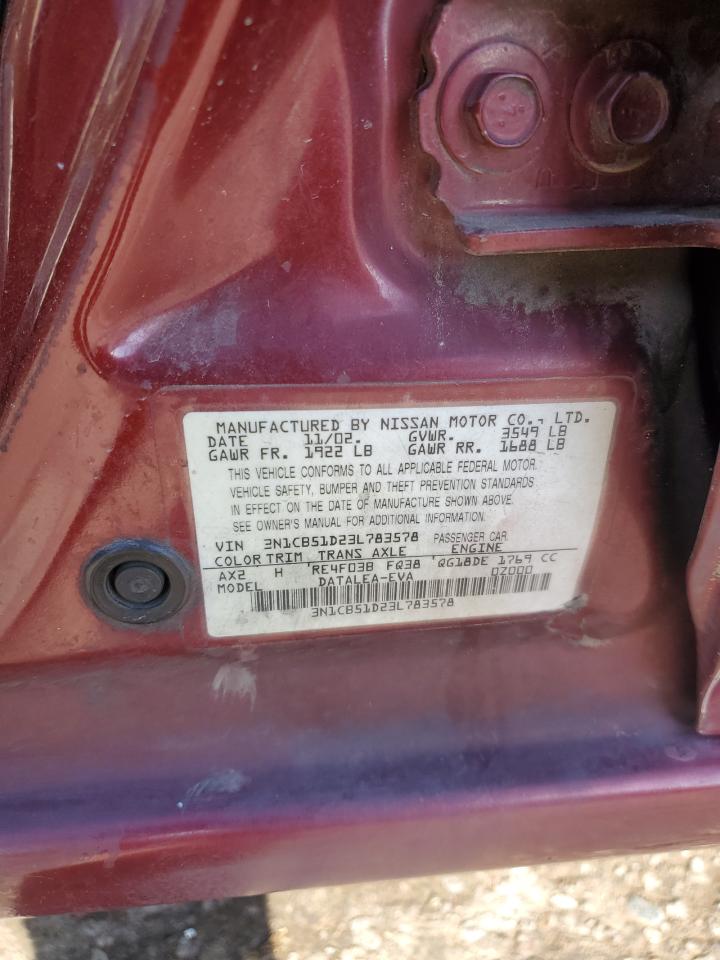 MANUFACTURED BY NISSAN MOTOR CO., LTD.
DATE 11/02. GVWR. 3549 LB
GAWR FR. 1922 LB GAWR RR. 1688 LB
THIS VEHICLE CONFORMS TO ALL APPLICABLE FEDERAL MOTOR
VEHICLE SAFETY, BUMPER AND THEFT PREVENTION STANDARDS
IN EFFECT ON THE DATE OF MANUFACTURE SHOWN ABOVE.
SEE OWNER'S MANUAL FOR ADDITIONAL INFORMATION.
VIN 3N1CB51D23L783578 PASSENGER CAR
COLOR TRIM TRANS AXLE ENGINE
AX2 H RE4F03B FQ38 QG18DE 1769 CC
MODEL DATALEA-EVA 0Z000
3N1CB51D23L783578